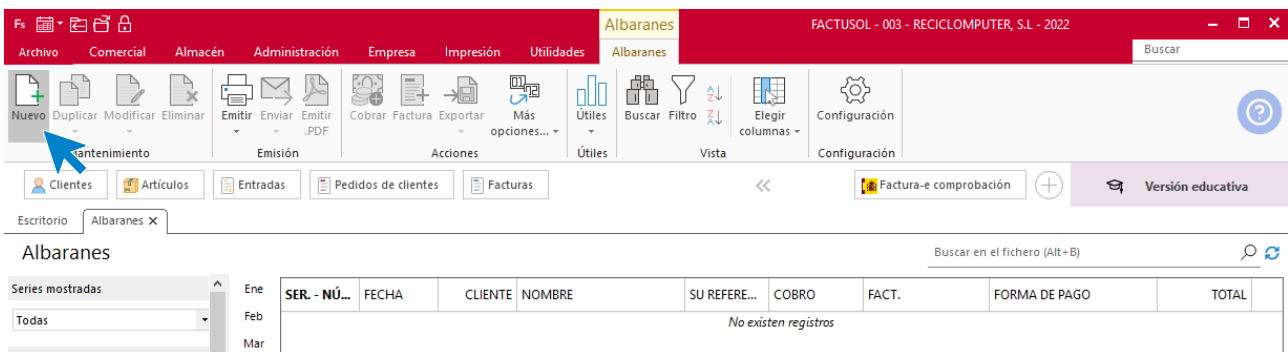 Fs Albaranes FACTUSOL - 003 - RECICLOMPUTER, S.L - 2022
Archivo Comercial Almacén Administración Empresa Impresión Utilidades Albaranes Buscar
Nuevo Duplicar Modificar Eliminar Emitir Enviar Emitir .PDF Cobrar Factura Exportar Más opciones... Útiles Buscar Filtro Elegir columnas Configuración
antenimiento Emisión Acciones Útiles Vista Configuración
Clientes Artículos Entradas Pedidos de clientes Facturas Factura-e comprobación Versión educativa
Escritorio Albaranes
Albaranes Buscar en el fichero (Alt+B)
Series mostradas Ene SER. - NÚ... FECHA CLIENTE NOMBRE SU REFERE... COBRO FACT. FORMA DE PAGO TOTAL
Todas Feb No existen registros
Mar